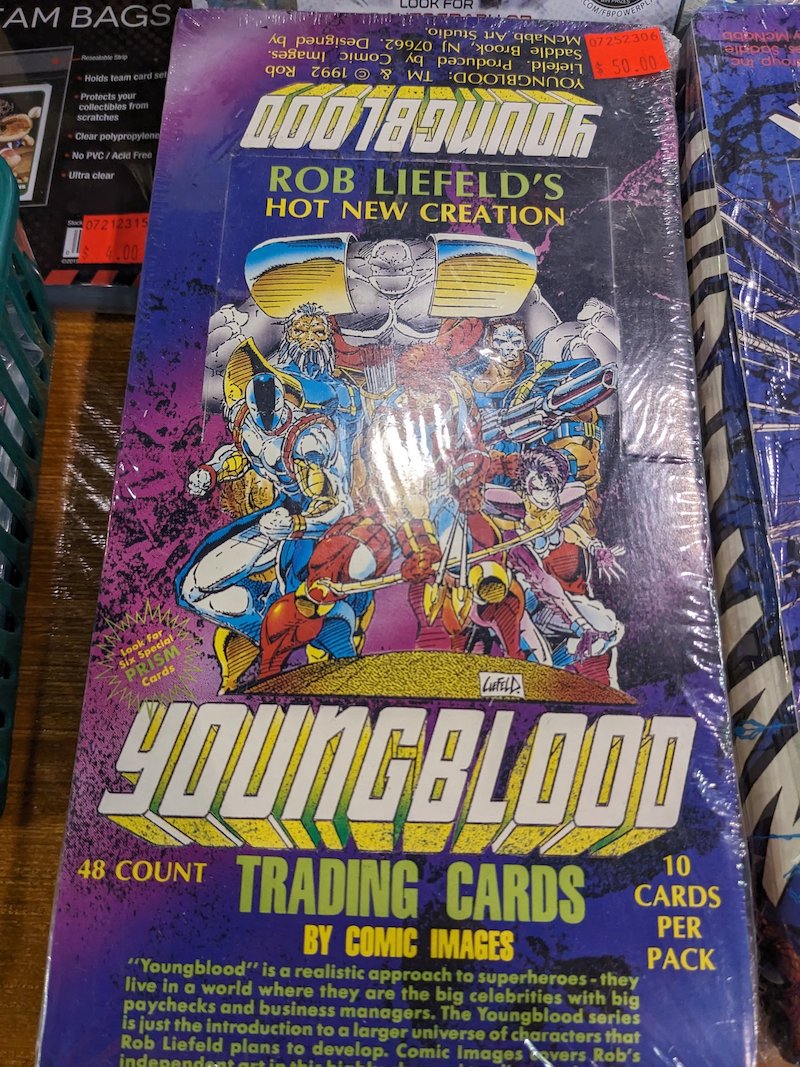 TEAM BAGS
Resealable Strip
• Holds team card set
• Protects your
collectibles from
scratches
• Clear polypropylene
• No PVC / Acid Free
• Ultra clear
07212315
$ 4.00
LOOK FOR
07252306
$ 50.00
YOUNGBLOOD: TM & © 1992 Rob
Liefeld. Produced by Comic Images.
Saddle Brook, NJ 07662. Designed by
McNabb Art Studio.
YOUNGBLOOD
ROB LIEFELD'S
HOT NEW CREATION
Look For
Six Special
PRISM
Cards
LIEFELD.
YOUNGBLOOD
48 COUNT
TRADING CARDS
BY COMIC IMAGES
10
CARDS
PER
PACK
"Youngblood" is a realistic approach to superheroes - they
live in a world where they are the big celebrities with big
paychecks and business managers. The Youngblood series
is just the introduction to a larger universe of characters that
Rob Liefeld plans to develop. Comic Images covers Rob's
independent art in this